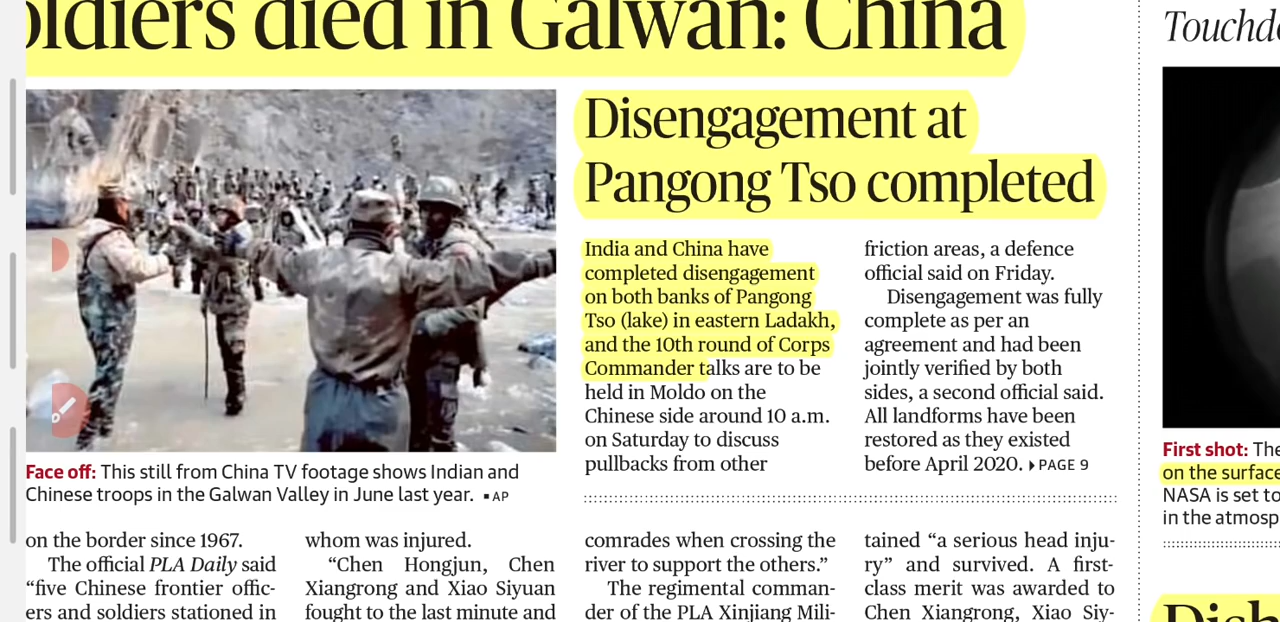 oldiers died in Galwan: China
Disengagement at
Pangong Tso completed
India and China have
completed disengagement
on both banks of Pangong
Tso (lake) in eastern Ladakh,
and the 10th round of Corps
Commander talks are to be
held in Moldo on the
Chinese side around 10 a.m.
on Saturday to discuss
pullbacks from other
friction areas, a defence
official said on Friday.
Disengagement was fully
complete as per an
agreement and had been
jointly verified by both
sides, a second official said.
All landforms have been
restored as they existed
before April 2020. PAGE 9
Face off: This still from China TV footage shows Indian and
Chinese troops in the Galwan Valley in June last year. ▪ AP
on the border since 1967.
The official PLA Daily said
“five Chinese frontier offic-
ers and soldiers stationed in
whom was injured.
“Chen Hongjun, Chen
Xiangrong and Xiao Siyuan
fought to the last minute and
comrades when crossing the
river to support the others.”
The regimental comman-
der of the PLA Xinjiang Mili-
tained “a serious head inju-
ry” and survived. A first-
class merit was awarded to
Chen Xiangrong, Xiao Siy-
Touchd
First shot: The
on the surface
NASA is set to
in the atmosp